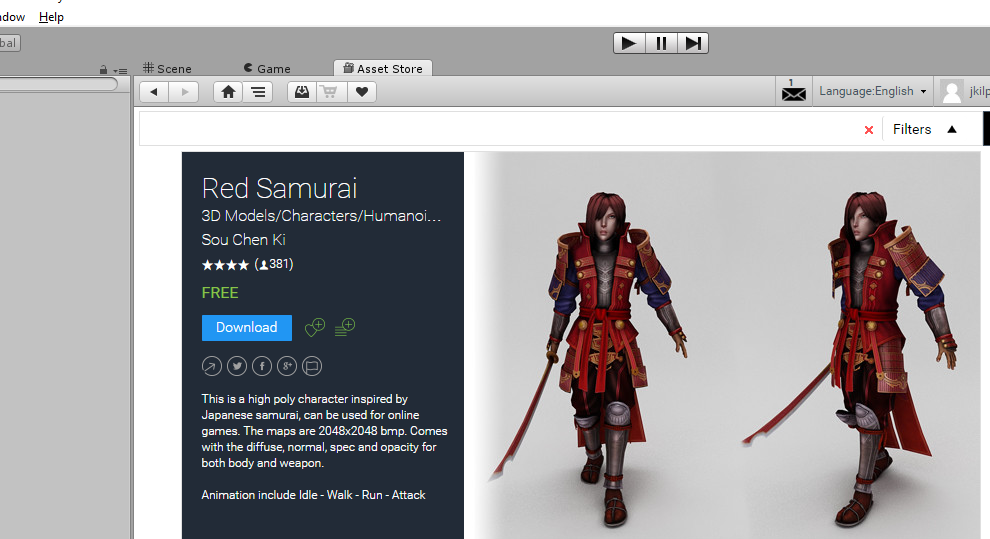 Help
Scene
Game
Asset Store
1
Language:English
Filters
Red Samurai
3D Models/Characters/Humanoi...
Sou Chen Ki
(381)
FREE
Download
This is a high poly character inspired by
Japanese samurai, can be used for online
games. The maps are 2048x2048 bmp. Comes
with the diffuse, normal, spec and opacity for
both body and weapon.
Animation include Idle - Walk - Run - Attack